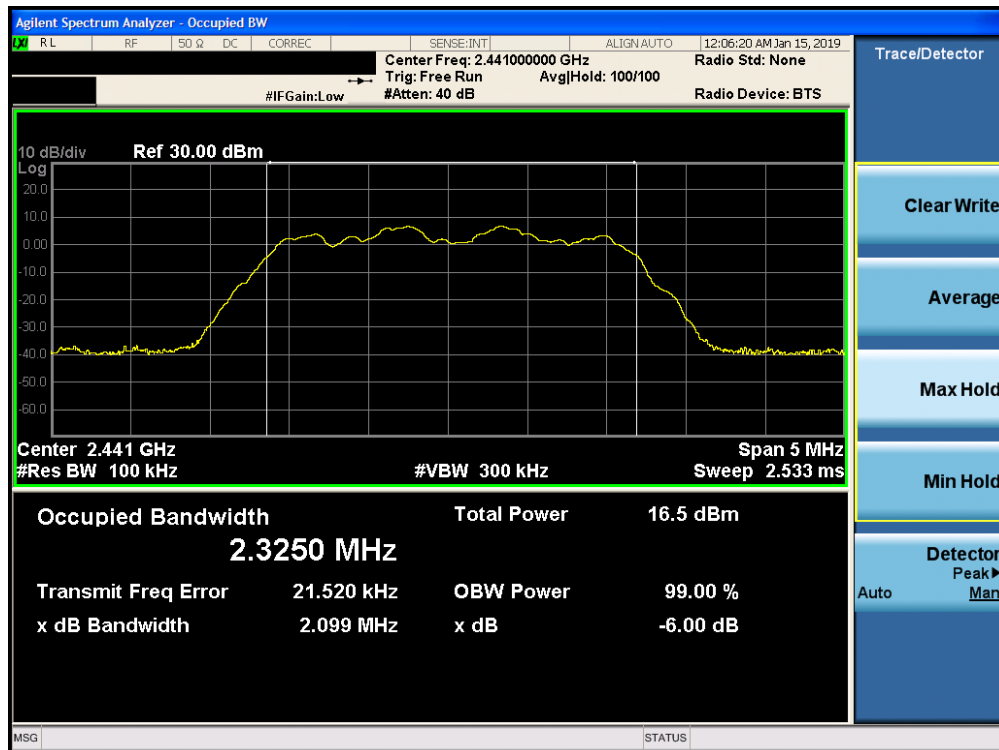 Agilent Spectrum Analyzer - Occupied BW
LXI RL RF 50 Ω DC CORREC SENSE:INT ALIGN AUTO 12:06:20 AM Jan 15, 2019
Center Freq: 2.441000000 GHz Radio Std: None
Trig: Free Run Avg|Hold: 100/100
#IFGain:Low #Atten: 40 dB Radio Device: BTS
10 dB/div Ref 30.00 dBm
Log
20.0
10.0
0.00
-10.0
-20.0
-30.0
-40.0
-50.0
-60.0
Center 2.441 GHz Span 5 MHz
#Res BW 100 kHz #VBW 300 kHz Sweep 2.533 ms
Occupied Bandwidth Total Power 16.5 dBm
2.3250 MHz
Transmit Freq Error 21.520 kHz OBW Power 99.00 %
x dB Bandwidth 2.099 MHz x dB -6.00 dB
MSG STATUS
Trace/Detector
Clear Write
Average
Max Hold
Min Hold
Detector
Peak
Auto Man